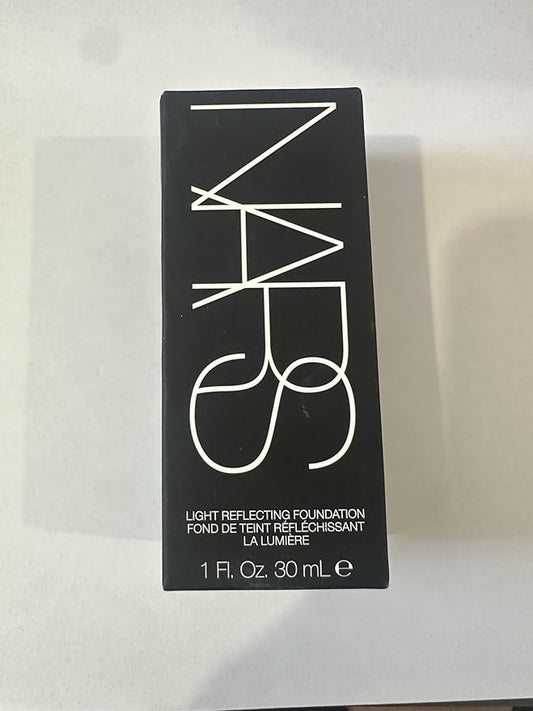 NARS
LIGHT REFLECTING FOUNDATION
FOND DE TEINT RÉFLÉCHISSANT
LA LUMIÈRE
1 Fl. Oz. 30 mL ℮